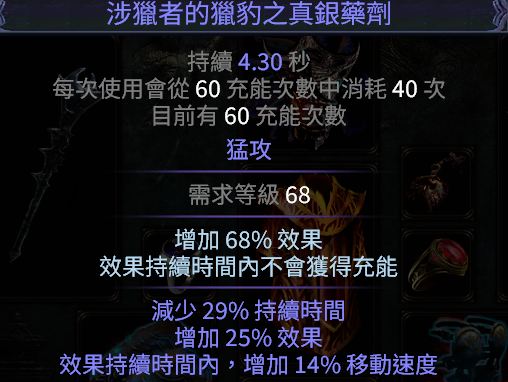 涉獵者的獵豹之真銀藥劑
持續 4.30 秒
每次使用會從 60 充能次數中消耗 40 次
目前有 60 充能次數
猛攻
需求等級 68
增加 68% 效果
效果持續時間內不會獲得充能
減少 29% 持續時間
增加 25% 效果
效果持續時間內，增加 14% 移動速度